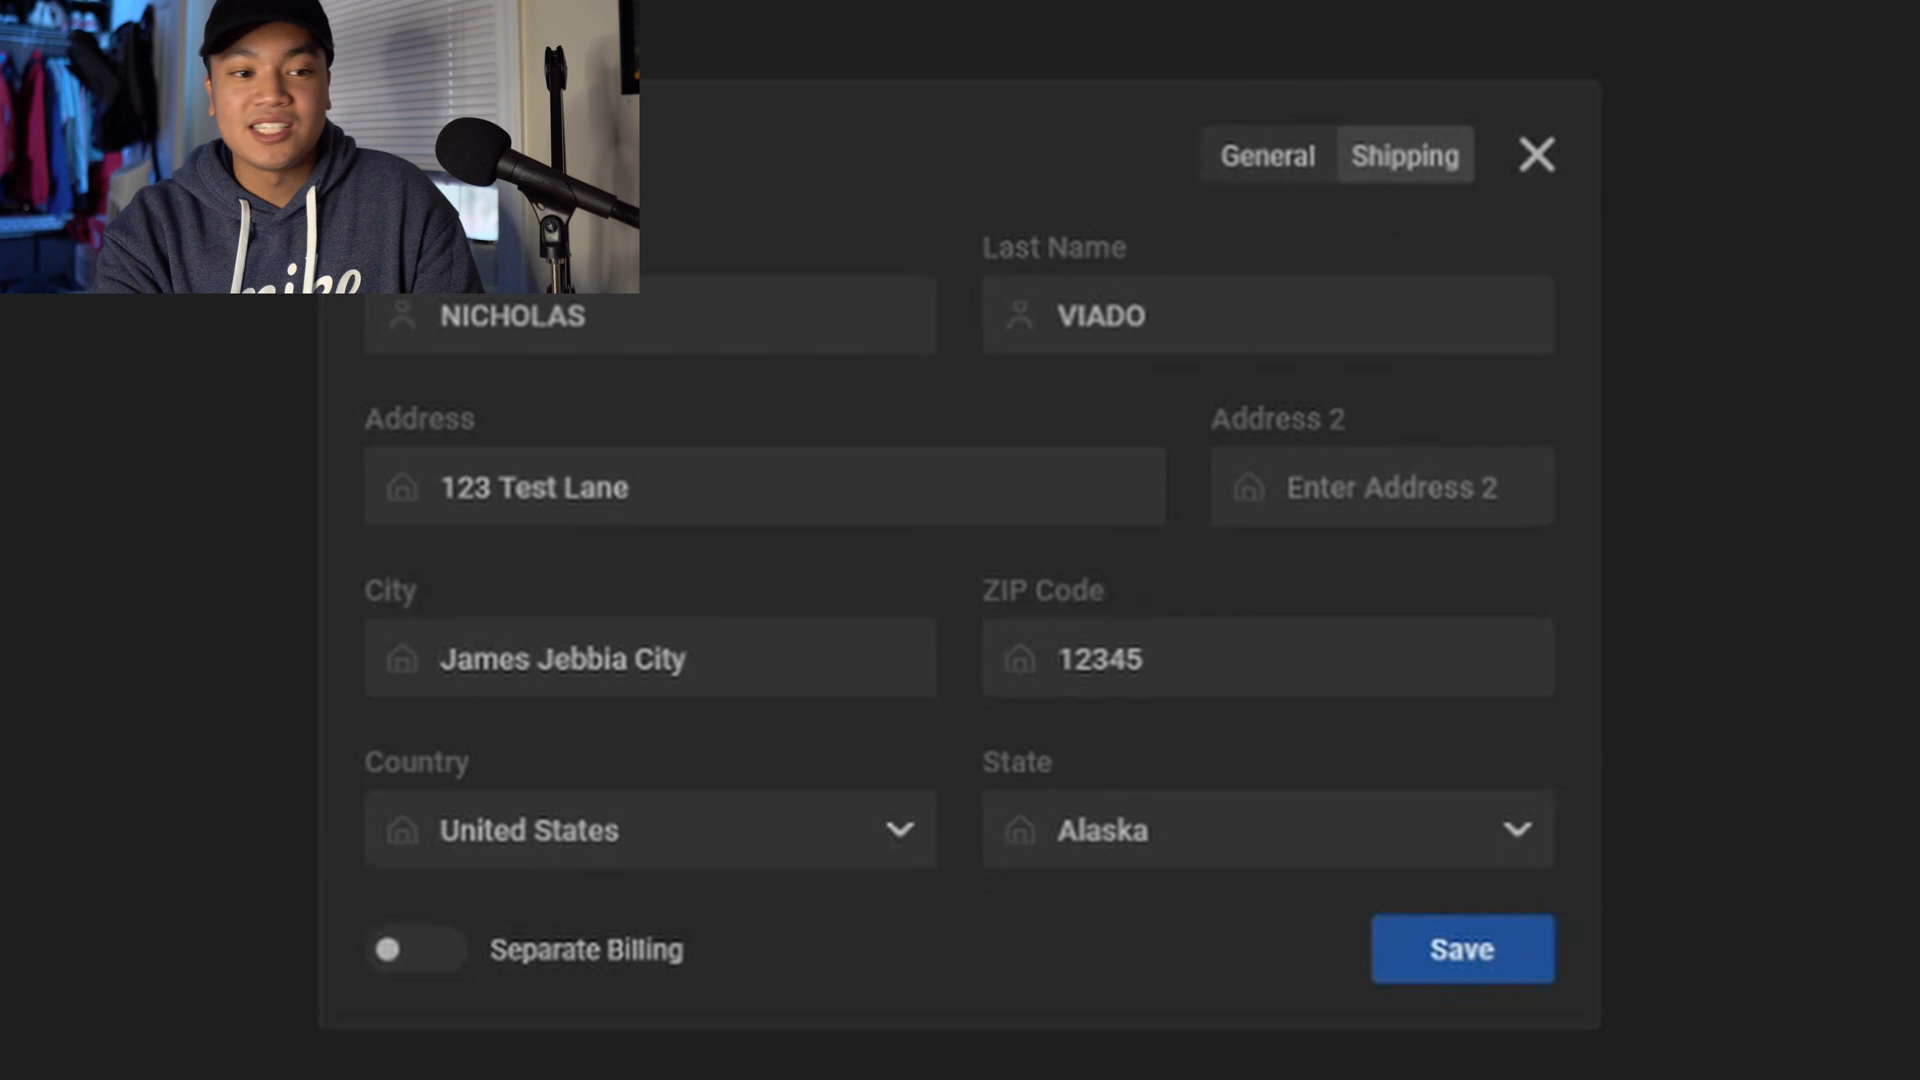 General Shipping
Last Name
NICHOLAS VIADO
Address Address 2
123 Test Lane Enter Address 2
City ZIP Code
James Jebbia City 12345
Country State
United States Alaska
Separate Billing Save